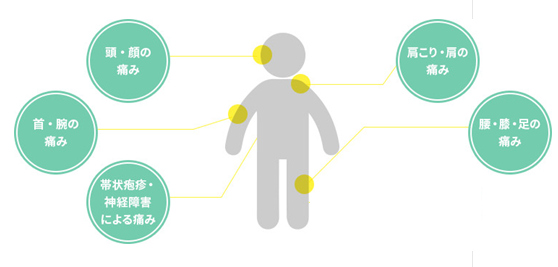 頭・顔の
痛み
肩こり・肩の
痛み
首・腕の
痛み
腰・膝・足の
痛み
帯状疱疹・
神経障害
による痛み